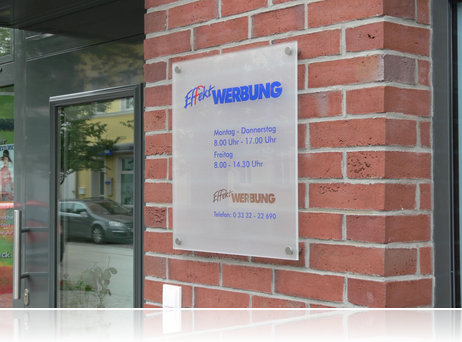 Effekt WERBUNG
Montag - Donnerstag
8.00 Uhr - 17.00 Uhr
Freitag
8.00 - 14.30 Uhr
Effekt WERBUNG
Telefon: 0 33 32 - 22 690